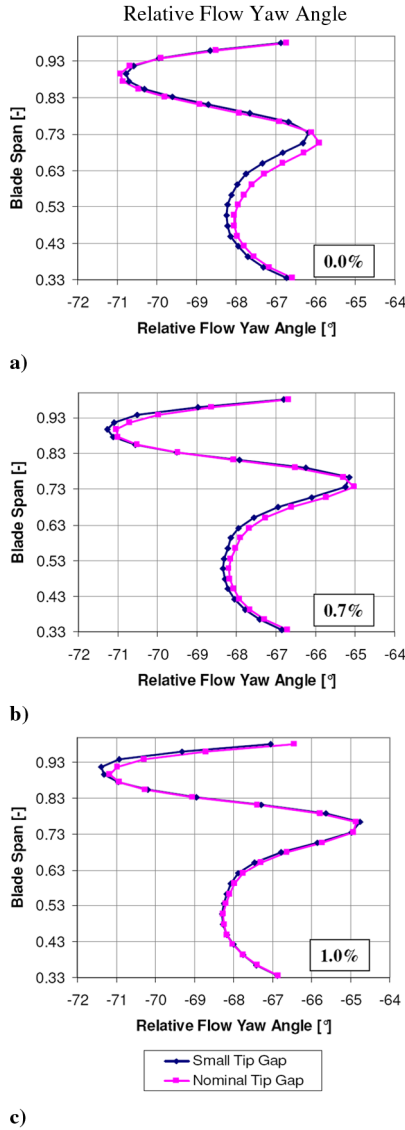 Relative Flow Yaw Angle
0.93
0.83
0.73
0.63
0.53
0.43
0.33
Blade Span [-]
0.0%
-72 -71 -70 -69 -68 -67 -66 -65 -64
Relative Flow Yaw Angle [°]
a)
0.93
0.83
0.73
0.63
0.53
0.43
0.33
Blade Span [-]
0.7%
-72 -71 -70 -69 -68 -67 -66 -65 -64
Relative Flow Yaw Angle [°]
b)
0.93
0.83
0.73
0.63
0.53
0.43
0.33
Blade Span [-]
1.0%
-72 -71 -70 -69 -68 -67 -66 -65 -64
Relative Flow Yaw Angle [°]
Small Tip Gap
Nominal Tip Gap
c)